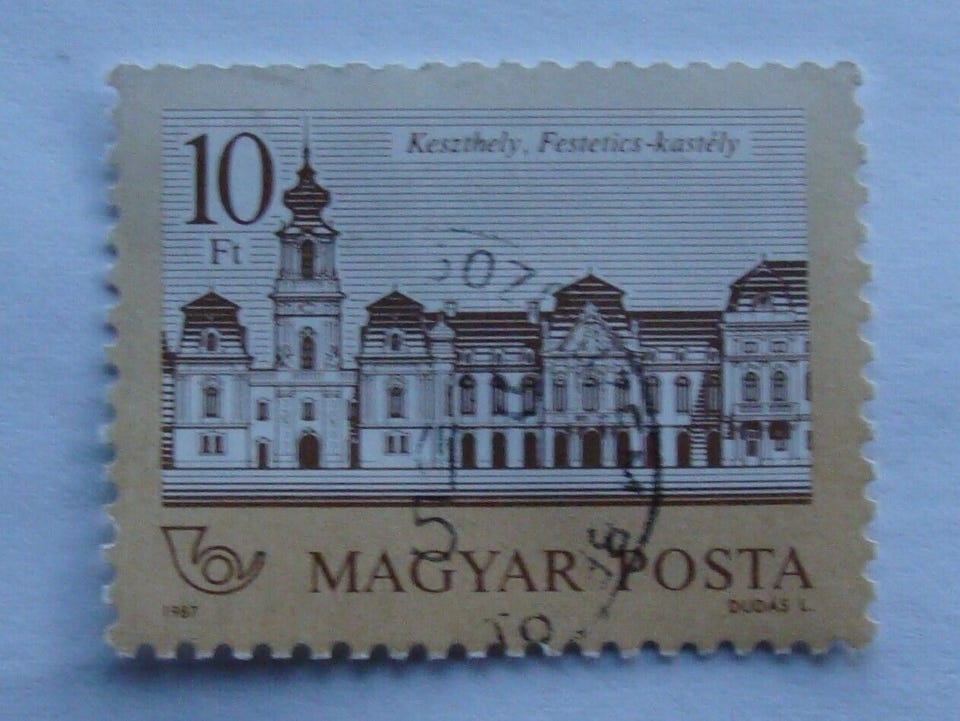 10
Ft
Keszthely, Festetics-kastély
MAGYAR POSTA
1987
DUDÁS L.